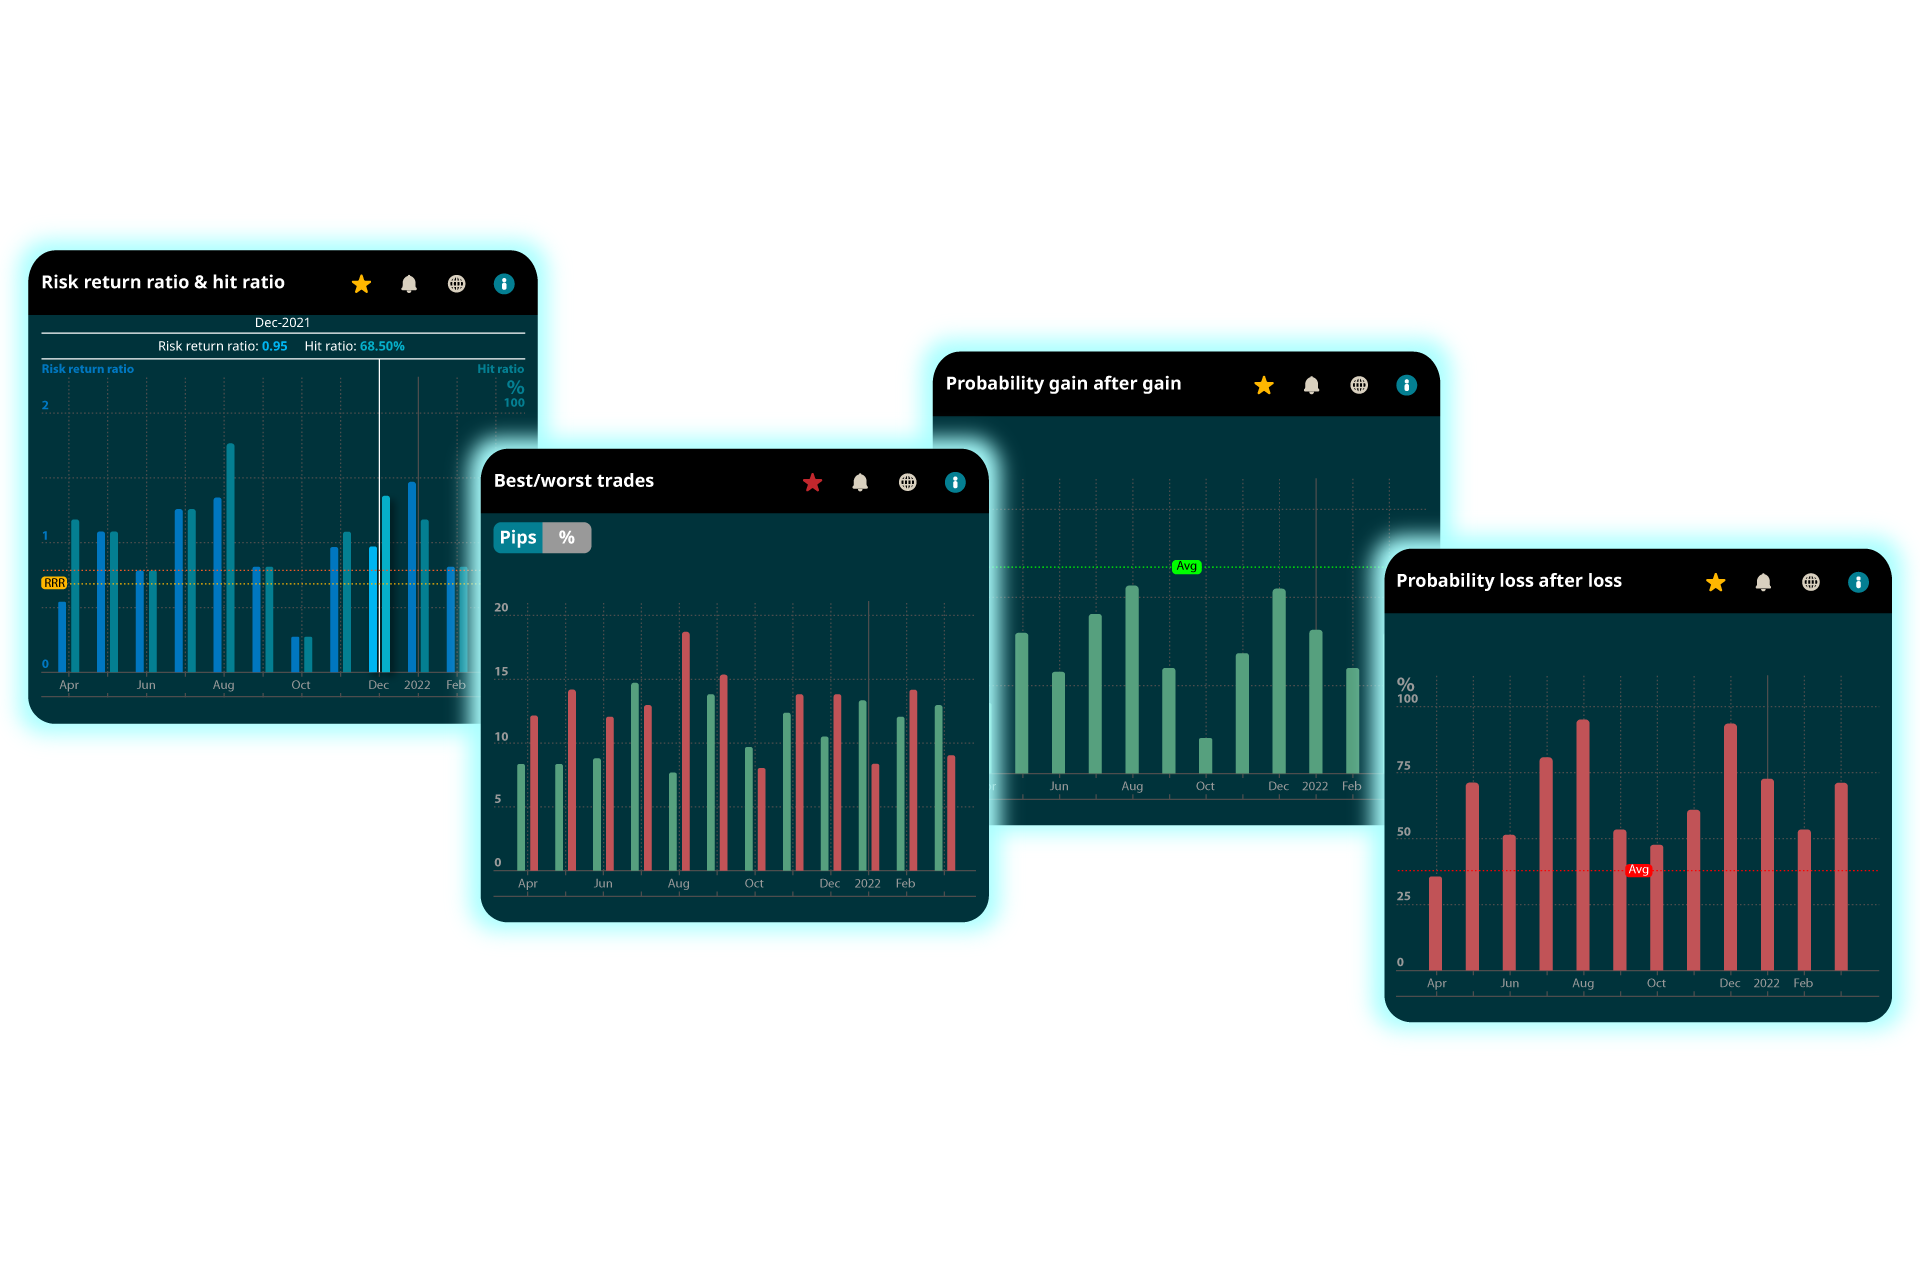 Risk return ratio & hit ratio
Dec-2021
Risk return ratio: 0.95 Hit ratio: 68.50%
Risk return ratio Hit ratio
%
100
2
1
RRR
0
Apr Jun Aug Oct Dec 2022 Feb
Best/worst trades
Pips %
20
15
10
5
0
Apr Jun Aug Oct Dec 2022 Feb
Probability gain after gain
Avg
Jun Aug Oct Dec 2022 Feb
Probability loss after loss
%
100
75
50
Avg
25
0
Apr Jun Aug Oct Dec 2022 Feb